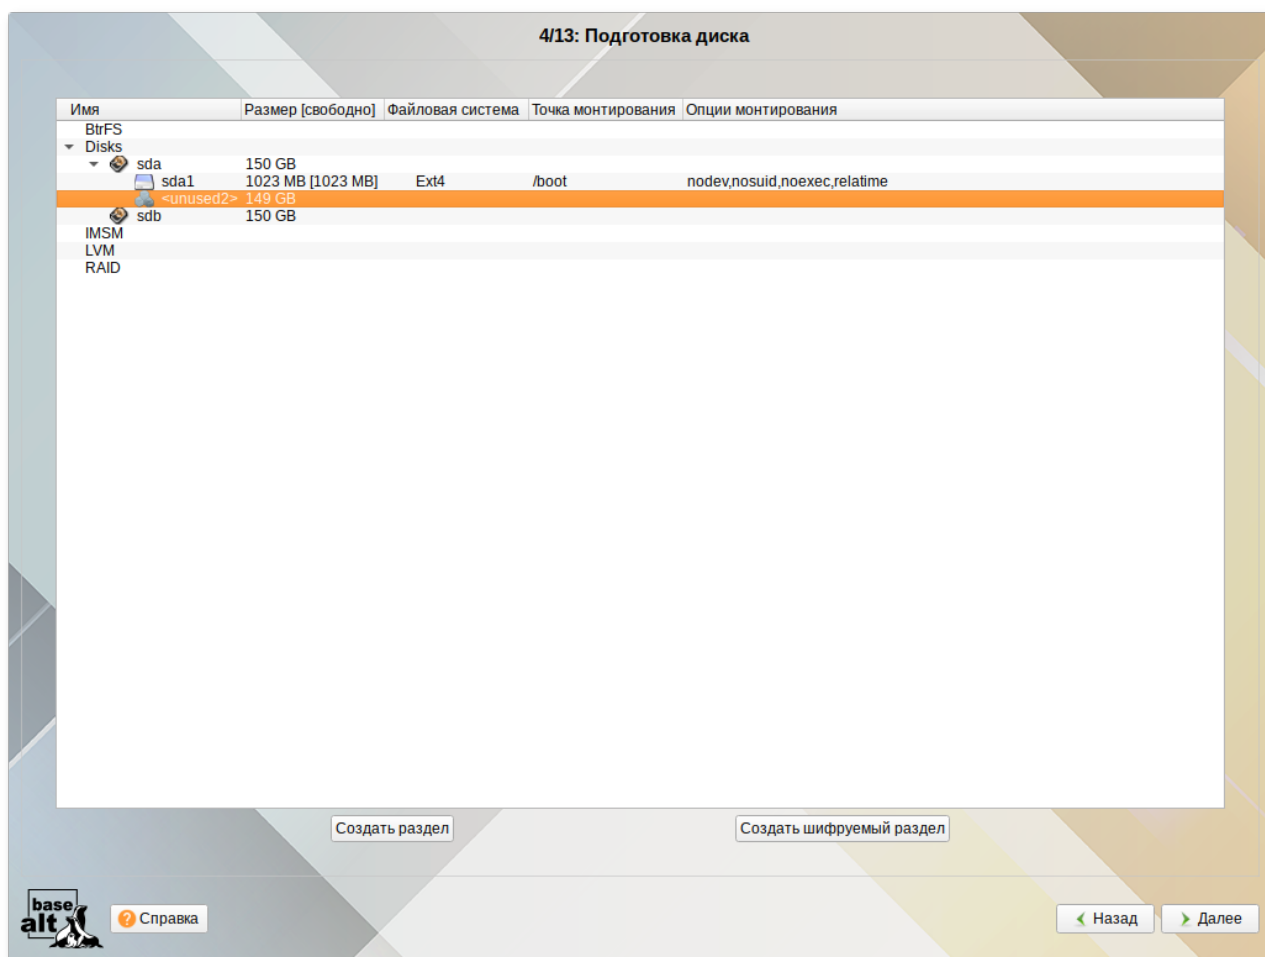 4/13: Подготовка диска
Имя Размер [свободно] Файловая система Точка монтирования Опции монтирования
BtrFS
Disks
sda 150 GB
sda1 1023 MB [1023 MB] Ext4 /boot nodev,nosuid,noexec,relatime
<unused2> 149 GB
sdb 150 GB
IMSM
LVM
RAID
Создать раздел Создать шифруемый раздел
base
alt
Справка Назад Далее